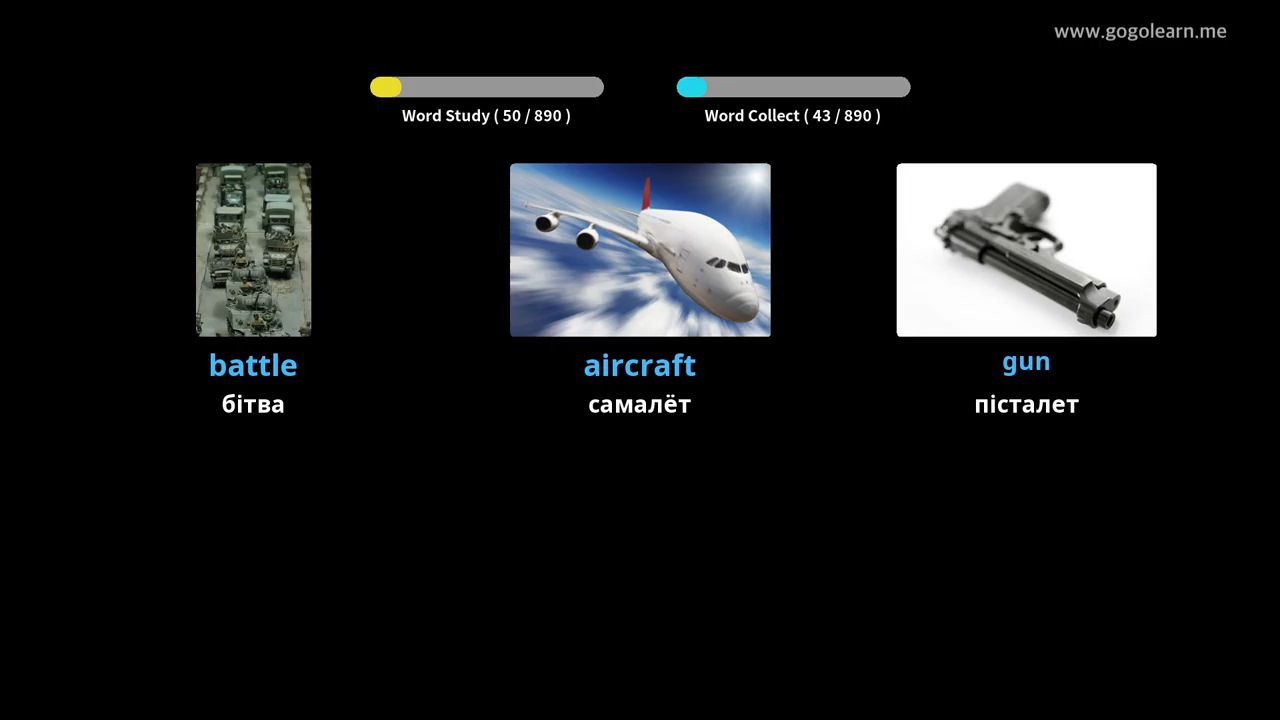 www.gogolearn.me
Word Study ( 50 / 890 )
Word Collect ( 43 / 890 )
battle
бітва
aircraft
самалёт
gun
пісталет